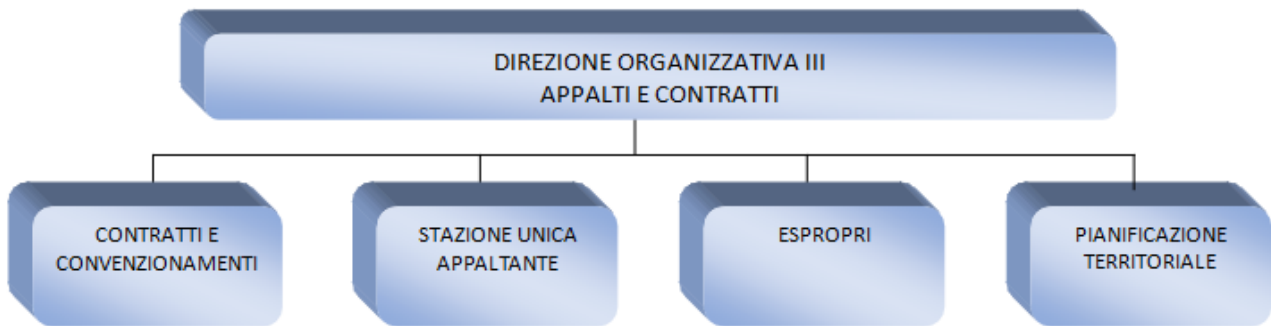 DIREZIONE ORGANIZZATIVA III
APPALTI E CONTRATTI
CONTRATTI E
CONVENZIONAMENTI
STAZIONE UNICA
APPALTANTE
ESPROPRI
PIANIFICAZIONE
TERRITORIALE